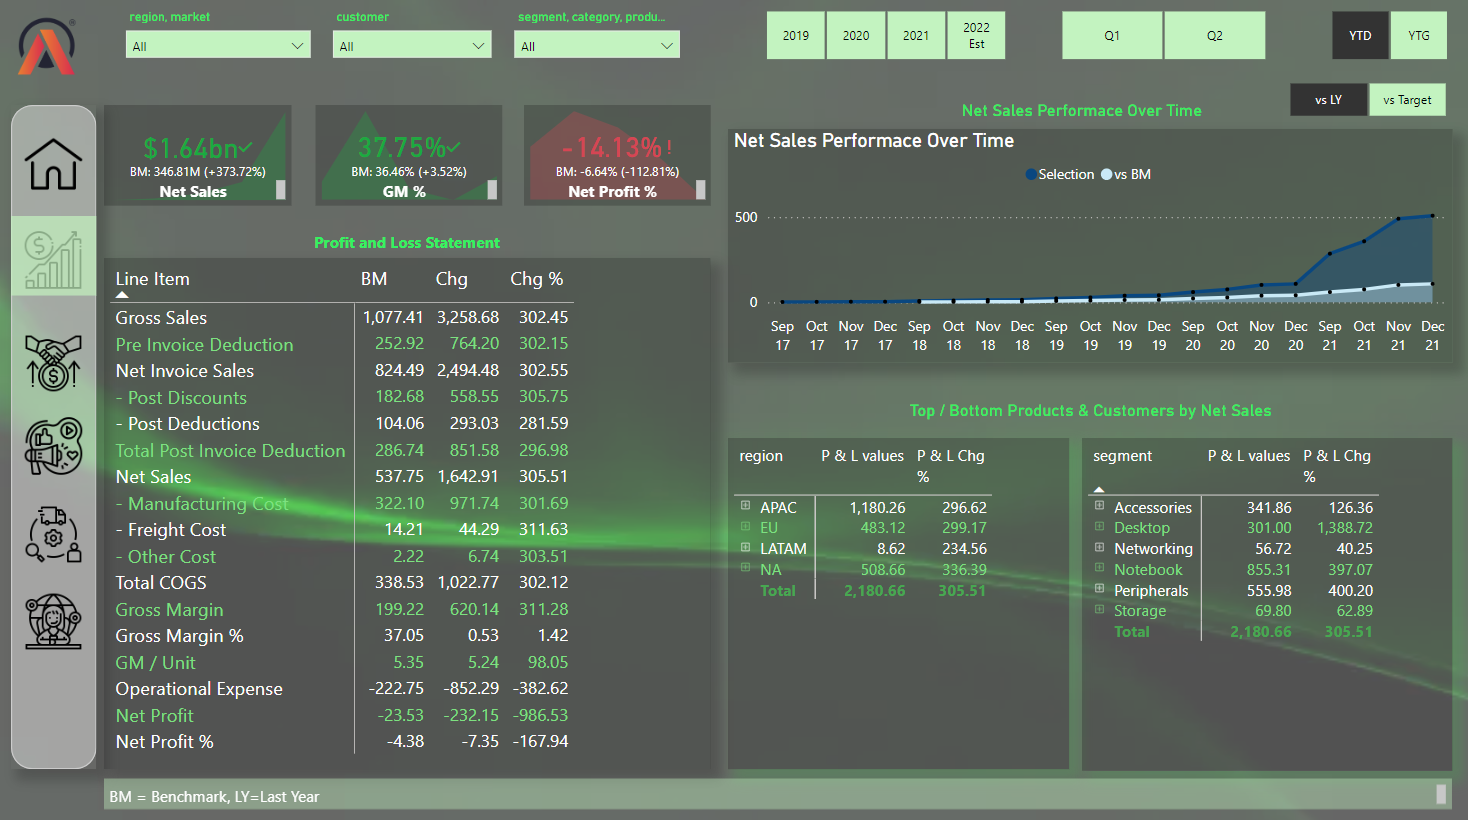 region, market
customer
segment, category, produ...
All
All
All
2019
2020
2021
2022
Est
Q1
Q2
YTD
YTG
vs LY
vs Target
$1.64bn
BM: 346.81M (+373.72%)
Net Sales
37.75%
BM: 36.46% (+3.52%)
GM %
-14.13%!
BM: -6.64% (-112.81%)
Net Profit %
Net Sales Performace Over Time
Net Sales Performace Over Time
Selection vs BM
500
0
Sep Oct Nov Dec Sep Oct Nov Dec Sep Oct Nov Dec Sep Oct Nov Dec Sep Oct Nov Dec
17 17 17 17 18 18 18 18 19 19 19 19 20 20 20 20 21 21 21 21
Profit and Loss Statement
Line Item BM Chg Chg %
Gross Sales 1,077.41 3,258.68 302.45
Pre Invoice Deduction 252.92 764.20 302.15
Net Invoice Sales 824.49 2,494.48 302.55
- Post Discounts 182.68 558.55 305.75
- Post Deductions 104.06 293.03 281.59
Total Post Invoice Deduction 286.74 851.58 296.98
Net Sales 537.75 1,642.91 305.51
- Manufacturing Cost 322.10 971.74 301.69
- Freight Cost 14.21 44.29 311.63
- Other Cost 2.22 6.74 303.51
Total COGS 338.53 1,022.77 302.12
Gross Margin 199.22 620.14 311.28
Gross Margin % 37.05 0.53 1.42
GM / Unit 5.35 5.24 98.05
Operational Expense -222.75 -852.29 -382.62
Net Profit -23.53 -232.15 -986.53
Net Profit % -4.38 -7.35 -167.94
Top / Bottom Products & Customers by Net Sales
region P & L values P & L Chg
%
APAC 1,180.26 296.62
EU 483.12 299.17
LATAM 8.62 234.56
NA 508.66 336.39
Total 2,180.66 305.51
segment P & L values P & L Chg
%
Accessories 341.86 126.36
Desktop 301.00 1,388.72
Networking 56.72 40.25
Notebook 855.31 397.07
Peripherals 555.98 400.20
Storage 69.80 62.89
Total 2,180.66 305.51
BM = Benchmark, LY=Last Year